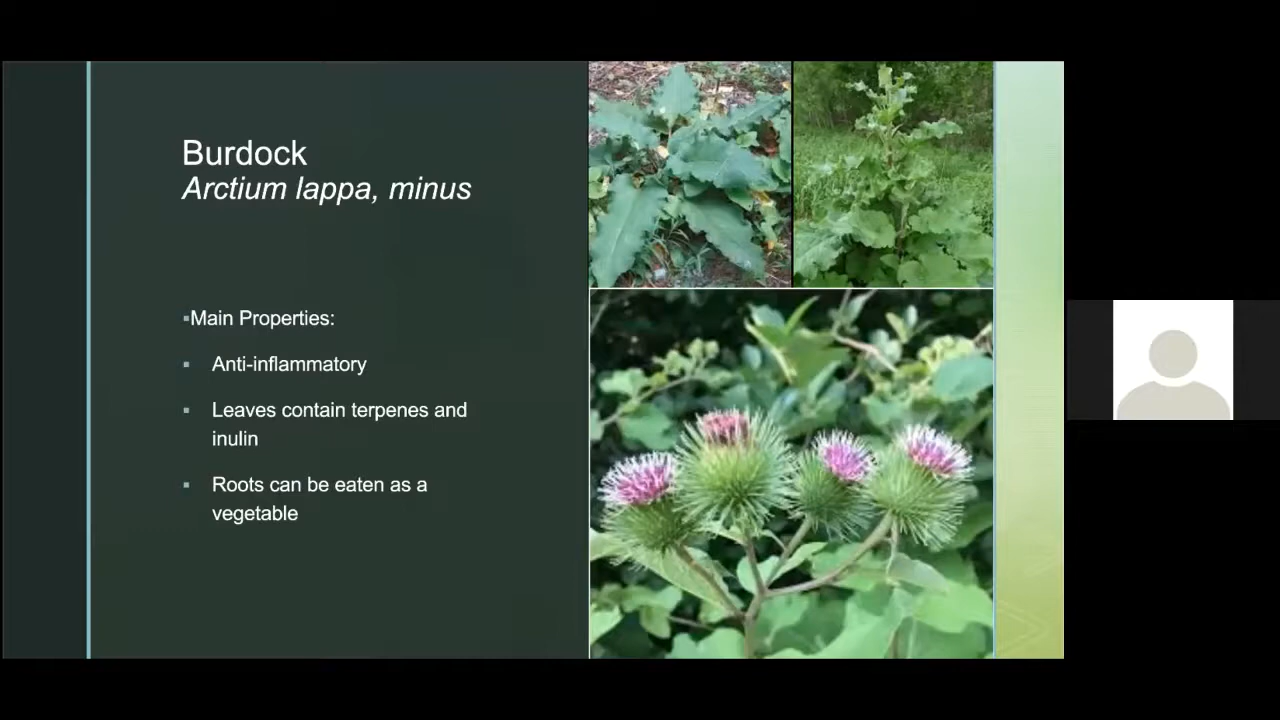 Burdock
Arctium lappa, minus
▪Main Properties:
▪ Anti-inflammatory
▪ Leaves contain terpenes and
inulin
▪ Roots can be eaten as a
vegetable